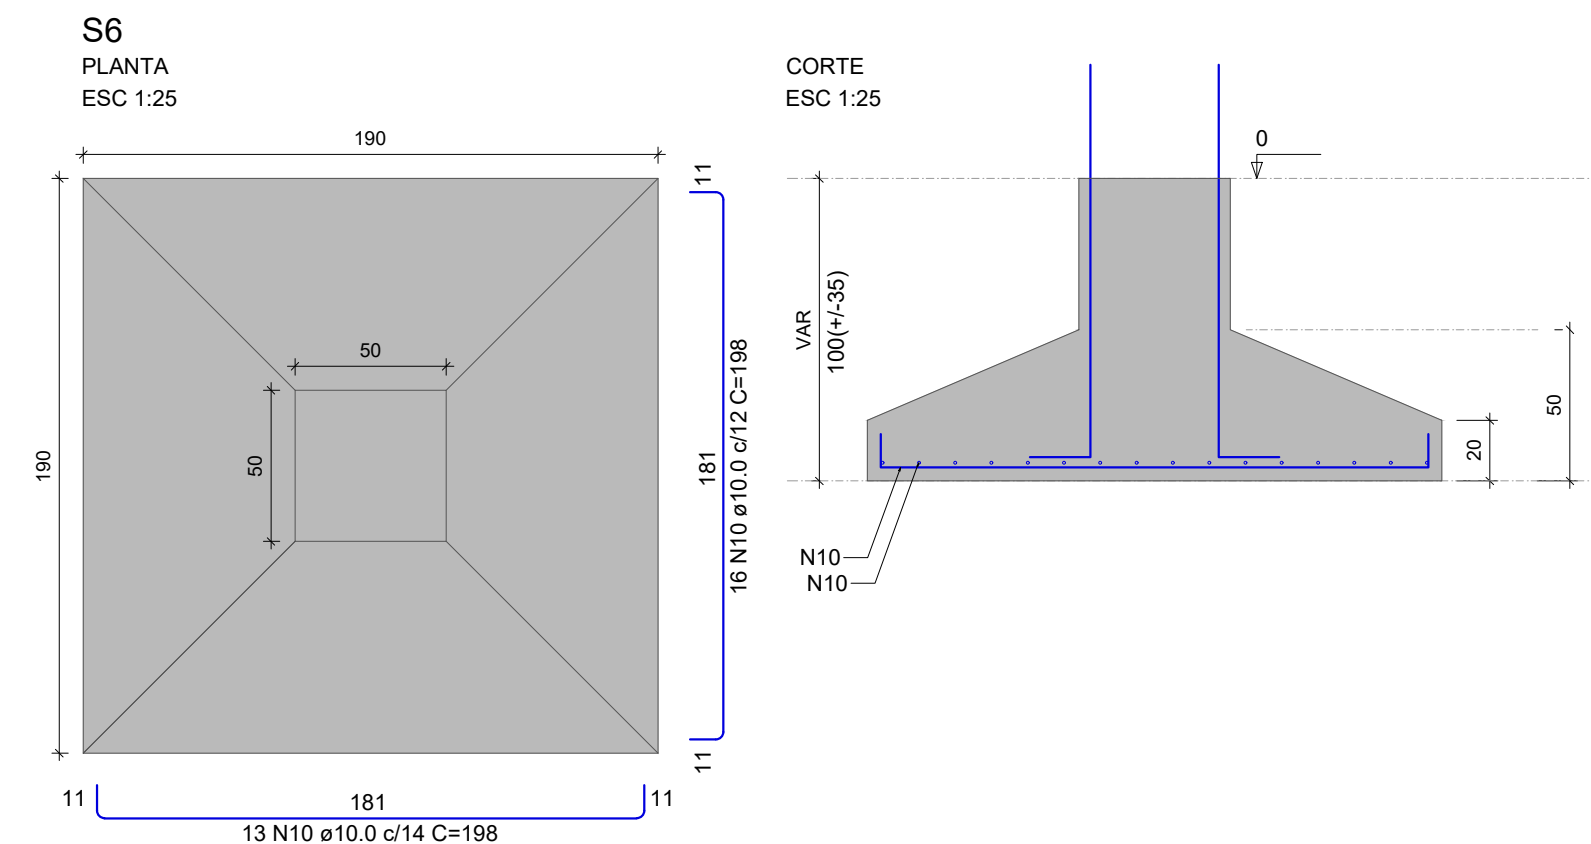 S6
PLANTA
ESC 1:25
190
190
50
50
11
181
16 N10 ø10.0 c/12 C=198
11
11
181
11
13 N10 ø10.0 c/14 C=198
CORTE
ESC 1:25
0
VAR
100(+/-35)
50
20
N10
N10